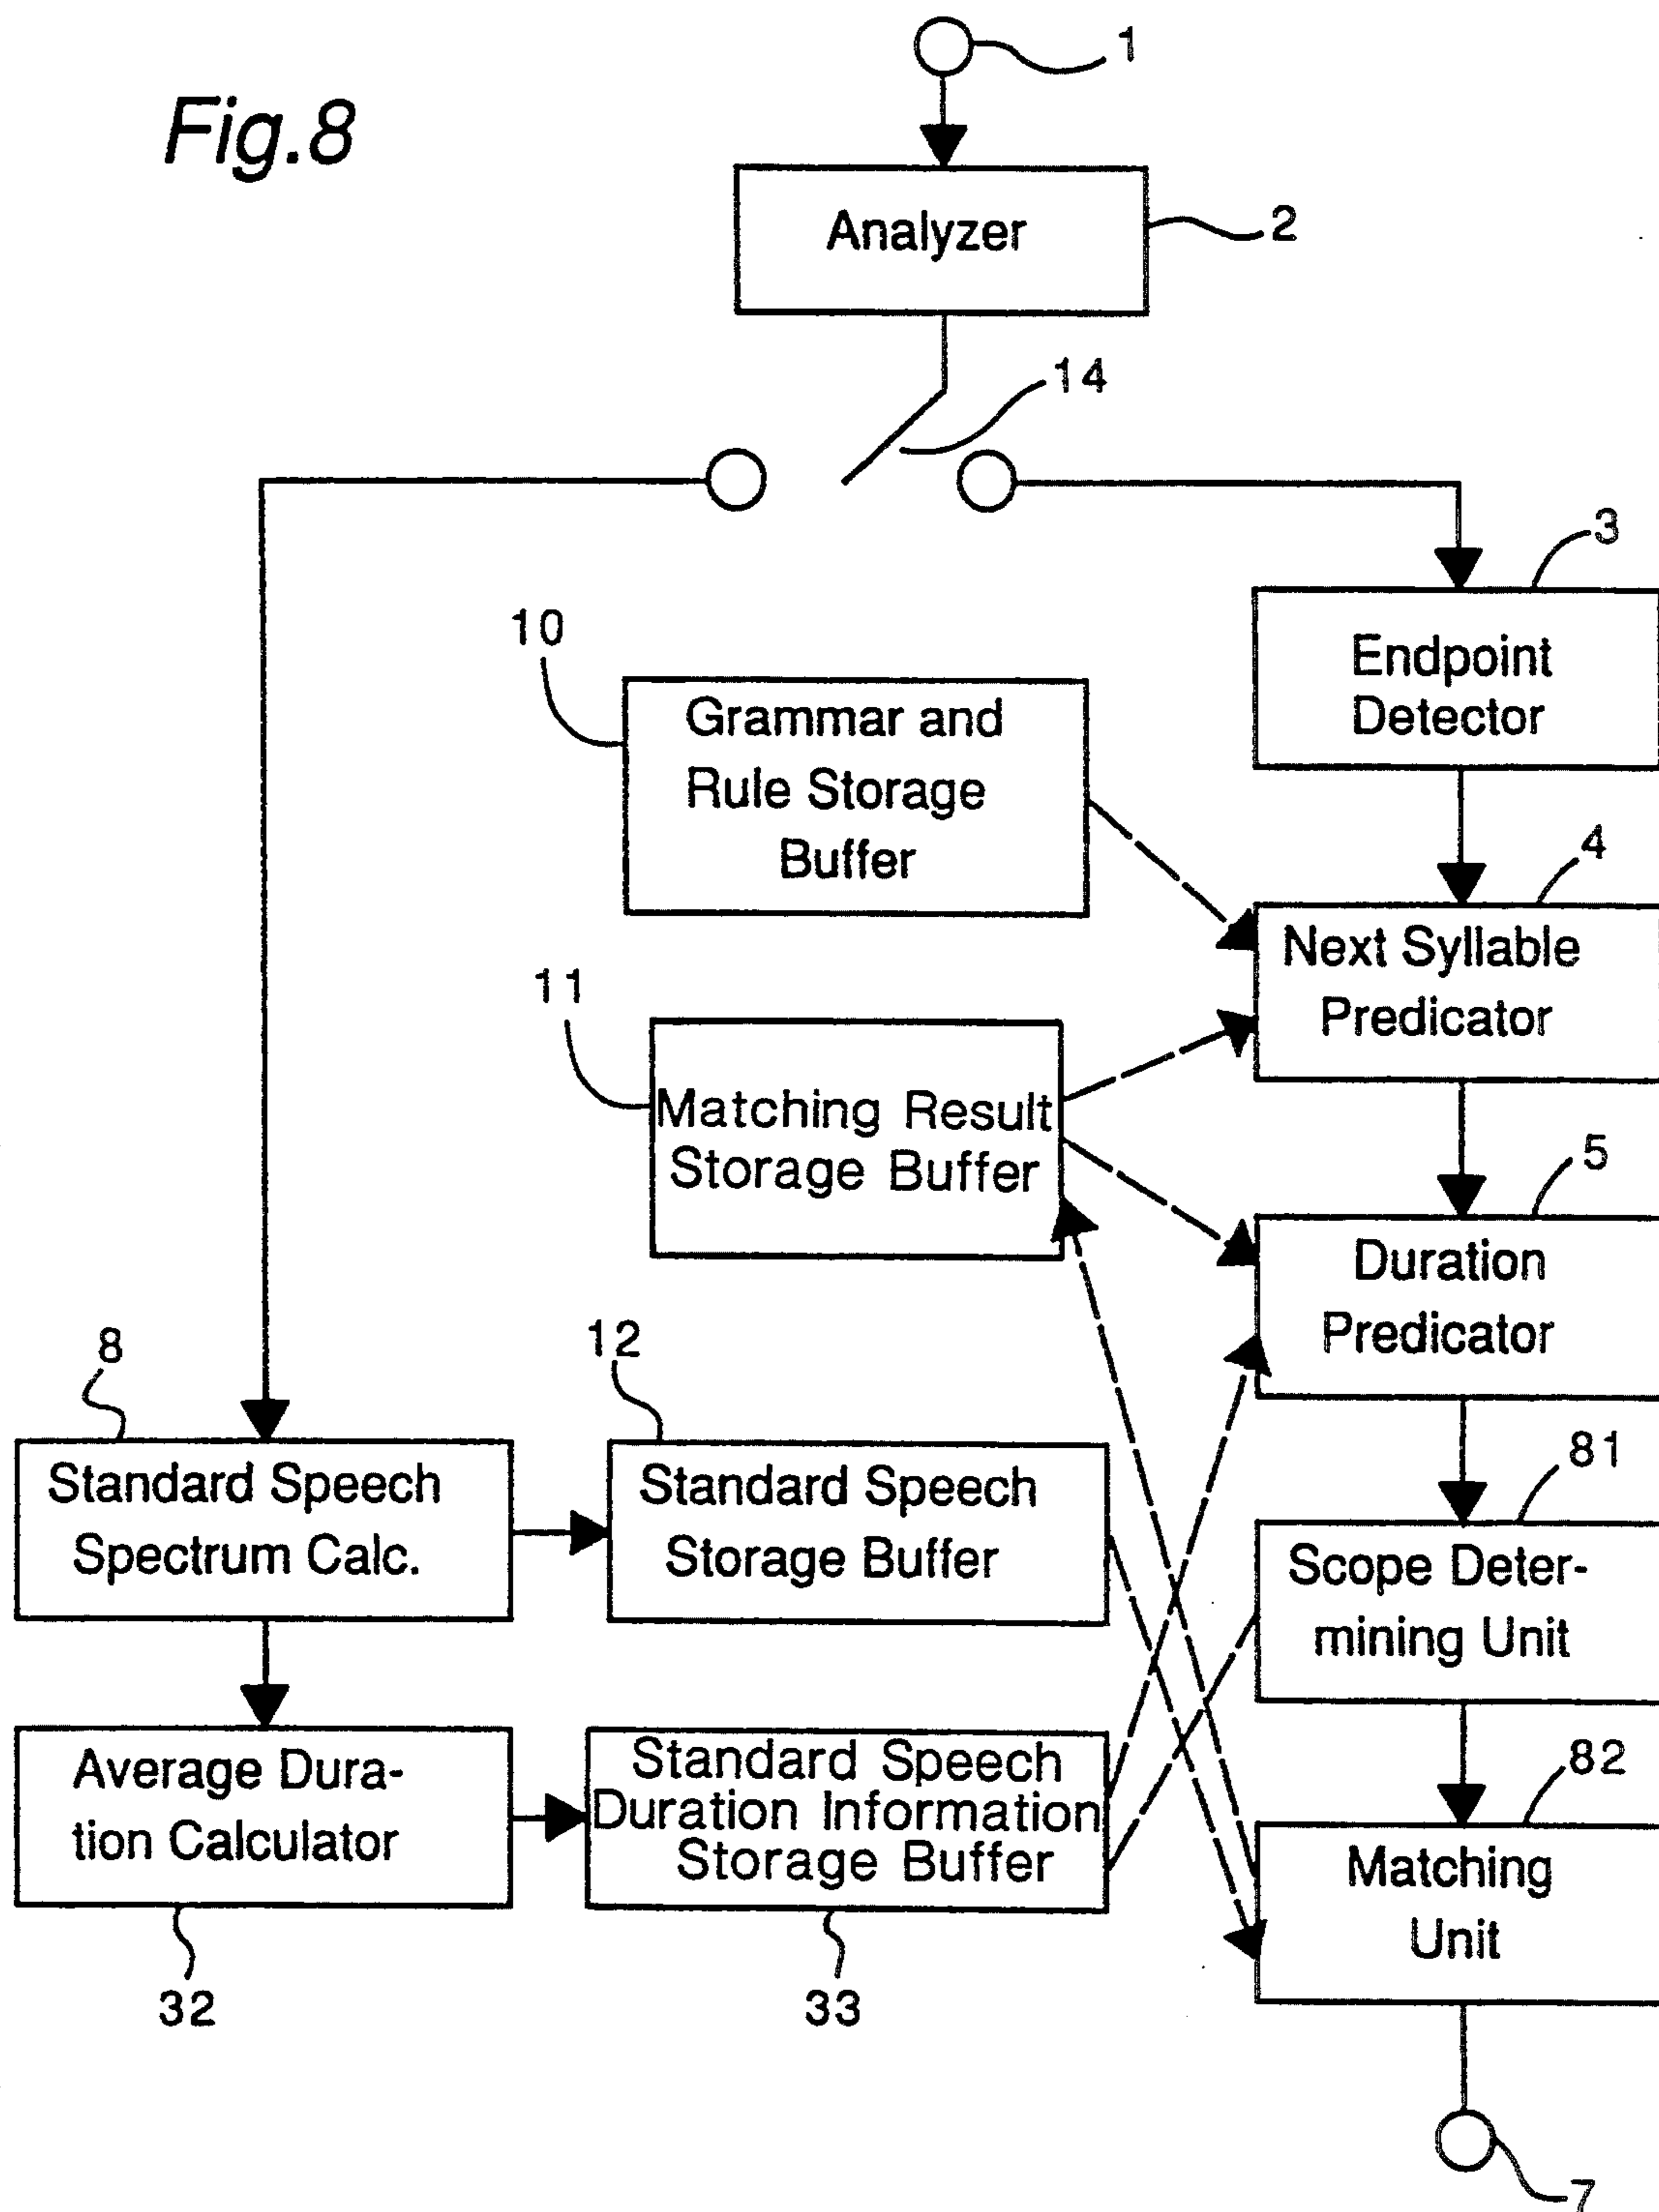 Fig.8
1
Analyzer
2
14
3
Endpoint
Detector
10
Grammar and
Rule Storage
Buffer
4
Next Syllable
Predicator
11
Matching Result
Storage Buffer
5
Duration
Predicator
8
Standard Speech
Spectrum Calc.
12
Standard Speech
Storage Buffer
81
Scope Deter-
mining Unit
Average Dura-
tion Calculator
32
Standard Speech
Duration Information
Storage Buffer
33
82
Matching
Unit
7